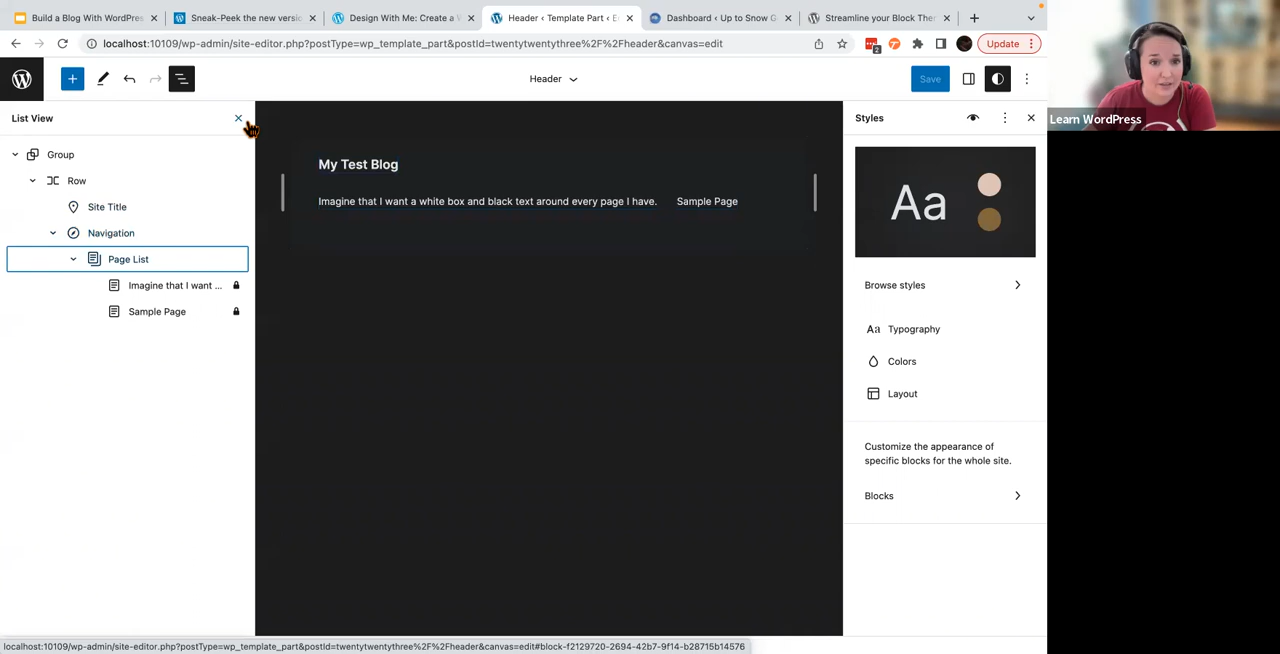 Build a Blog With WordPres
Sneak-Peek the new versio
Design With Me: Create a W
Header ‹ Template Part ‹ E
Dashboard ‹ Up to Snow G
Streamline your Block The
localhost:10109/wp-admin/site-editor.php?postType=wp_template_part&postId=twentytwentythree%2F%2Fheader&canvas=edit
2
Update
Header
Save
Learn WordPress
List View
Styles
Group
Row
Site Title
Navigation
Page List
Imagine that I want ...
Sample Page
My Test Blog
Imagine that I want a white box and black text around every page I have.
Sample Page
Aa
Browse styles
Aa Typography
Colors
Layout
Customize the appearance of
specific blocks for the whole site.
Blocks
localhost:10109/wp-admin/site-editor.php?postType=wp_template_part&postId=twentytwentythree%2F%2Fheader&canvas=edit#block-f2129720-2694-42b7-9f14-b28715b14576